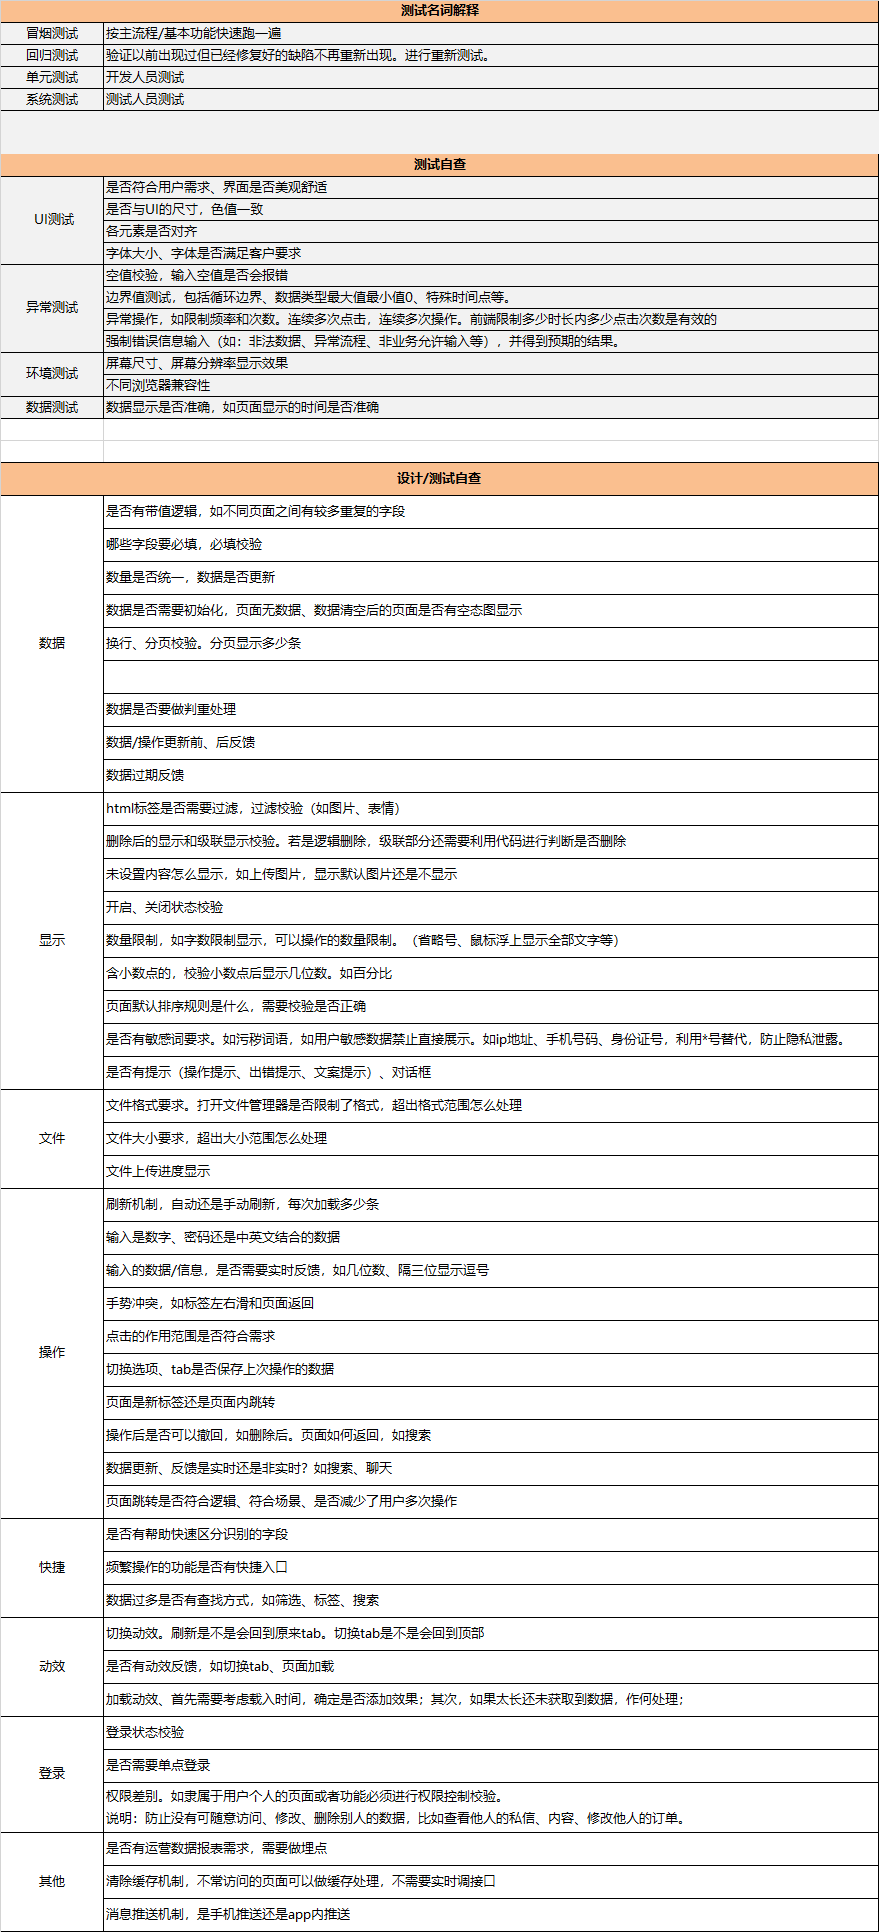 测试名词解释
冒烟测试 按主流程/基本功能快速跑一遍
回归测试 验证以前出现过但已经修复好的缺陷不再重新出现。进行重新测试。
单元测试 开发人员测试
系统测试 测试人员测试
测试自查
UI测试
是否符合用户需求、界面是否美观舒适
是否与UI的尺寸，色值一致
各元素是否对齐
字体大小、字体是否满足客户要求
异常测试
空值校验，输入空值是否会报错
边界值测试，包括循环边界、数据类型最大值最小值0、特殊时间点等。
异常操作，如限制频率和次数。连续多次点击，连续多次操作。前端限制多少时长内多少点击次数是有效的
强制错误信息输入（如：非法数据、异常流程、非业务允许输入等），并得到预期的结果。
环境测试
屏幕尺寸、屏幕分辨率显示效果
不同浏览器兼容性
数据测试 数据显示是否准确，如页面显示的时间是否准确
设计/测试自查
数据
是否有带值逻辑，如不同页面之间有较多重复的字段
哪些字段要必填，必填校验
数量是否统一，数据是否更新
数据是否需要初始化，页面无数据、数据清空后的页面是否有空态图显示
换行、分页校验。分页显示多少条
数据是否要做判重处理
数据/操作更新前、后反馈
数据过期反馈
显示
html标签是否需要过滤，过滤校验（如图片、表情）
删除后的显示和级联显示校验。若是逻辑删除，级联部分还需要利用代码进行判断是否删除
未设置内容怎么显示，如上传图片，显示默认图片还是不显示
开启、关闭状态校验
数量限制，如字数限制显示，可以操作的数量限制。（省略号、鼠标浮上显示全部文字等）
含小数点的，校验小数点后显示几位数。如百分比
页面默认排序规则是什么，需要校验是否正确
是否有敏感词要求。如污秽词语，如用户敏感数据禁止直接展示。如ip地址、手机号码、身份证号，利用*号替代，防止隐私泄露。
是否有提示（操作提示、出错提示、文案提示）、对话框
文件
文件格式要求。打开文件管理器是否限制了格式，超出格式范围怎么处理
文件大小要求，超出大小范围怎么处理
文件上传进度显示
操作
刷新机制，自动还是手动刷新，每次加载多少条
输入是数字、密码还是中英文结合的数据
输入的数据/信息，是否需要实时反馈，如几位数、隔三位显示逗号
手势冲突，如标签左右滑和页面返回
点击的作用范围是否符合需求
切换选项、tab是否保存上次操作的数据
页面是新标签还是页面内跳转
操作后是否可以撤回，如删除后。页面如何返回，如搜索
数据更新、反馈是实时还是非实时？如搜索、聊天
页面跳转是否符合逻辑、符合场景、是否减少了用户多次操作
快捷
是否有帮助快速区分识别的字段
频繁操作的功能是否有快捷入口
数据过多是否有查找方式，如筛选、标签、搜索
动效
切换动效。刷新是不是会回到原来tab。切换tab是不是会回到顶部
是否有动效反馈，如切换tab、页面加载
加载动效、首先需要考虑载入时间，确定是否添加效果；其次，如果太长还未获取到数据，作何处理；
登录
登录状态校验
是否需要单点登录
权限差别。如隶属于用户个人的页面或者功能必须进行权限控制校验。
说明：防止没有可随意访问、修改、删除别人的数据，比如查看他人的私信、内容、修改他人的订单。
其他
是否有运营数据报表需求，需要做埋点
清除缓存机制，不常访问的页面可以做缓存处理，不需要实时调接口
消息推送机制，是手机推送还是app内推送